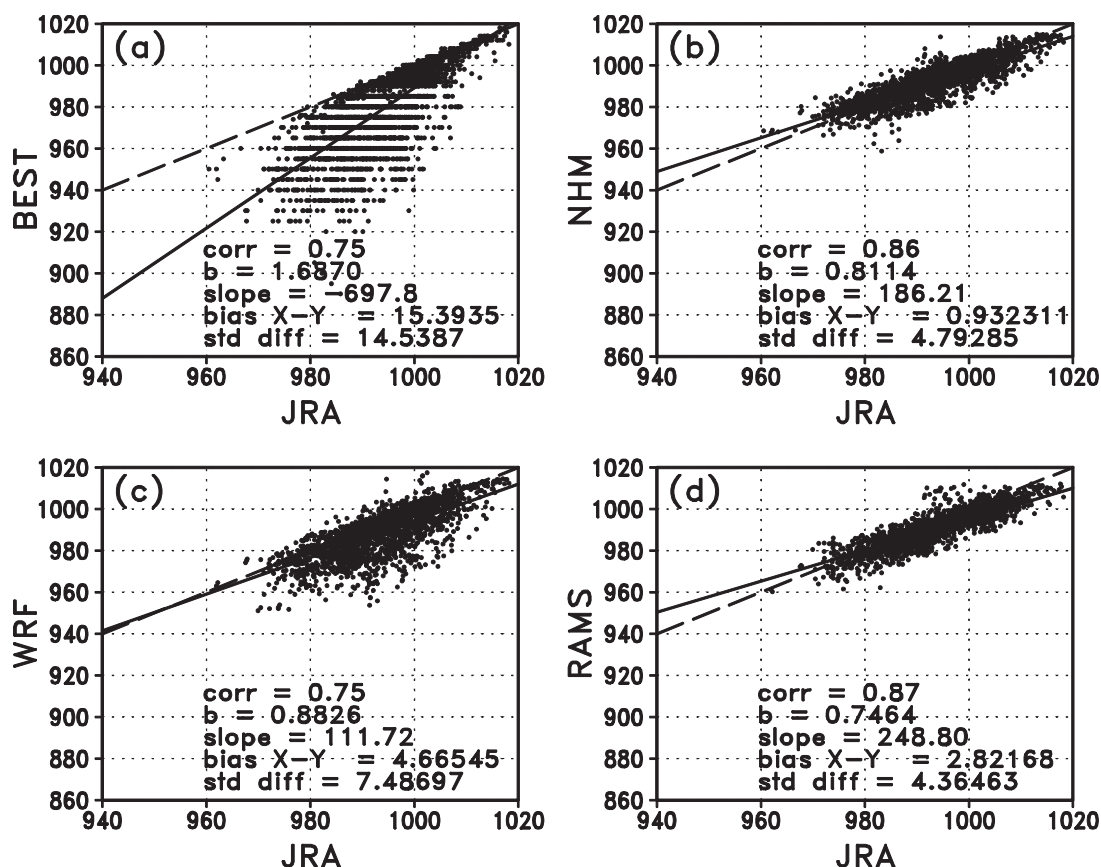 (a)
1020
1000
980
960
940
920
900
880
860
BEST
corr = 0.75
b = 1.6870
slope = −697.8
bias X−Y = 15.3935
std diff = 14.5387
940 960 980 1000 1020
JRA
(b)
1020
1000
980
960
940
920
900
880
860
NHM
corr = 0.86
b = 0.8114
slope = 186.21
bias X−Y = 0.932311
std diff = 4.79285
940 960 980 1000 1020
JRA
(c)
1020
1000
980
960
940
920
900
880
860
WRF
corr = 0.75
b = 0.8826
slope = 111.72
bias X−Y = 4.66545
std diff = 7.48697
940 960 980 1000 1020
JRA
(d)
1020
1000
980
960
940
920
900
880
860
RAMS
corr = 0.87
b = 0.7464
slope = 248.80
bias X−Y = 2.82168
std diff = 4.36463
940 960 980 1000 1020
JRA